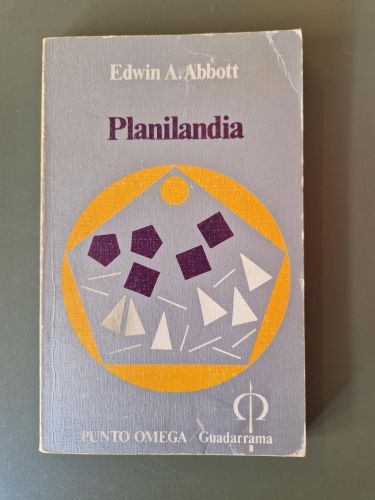 Edwin A. Abbott
Planilandia
PUNTO OMEGA / Guadarrama